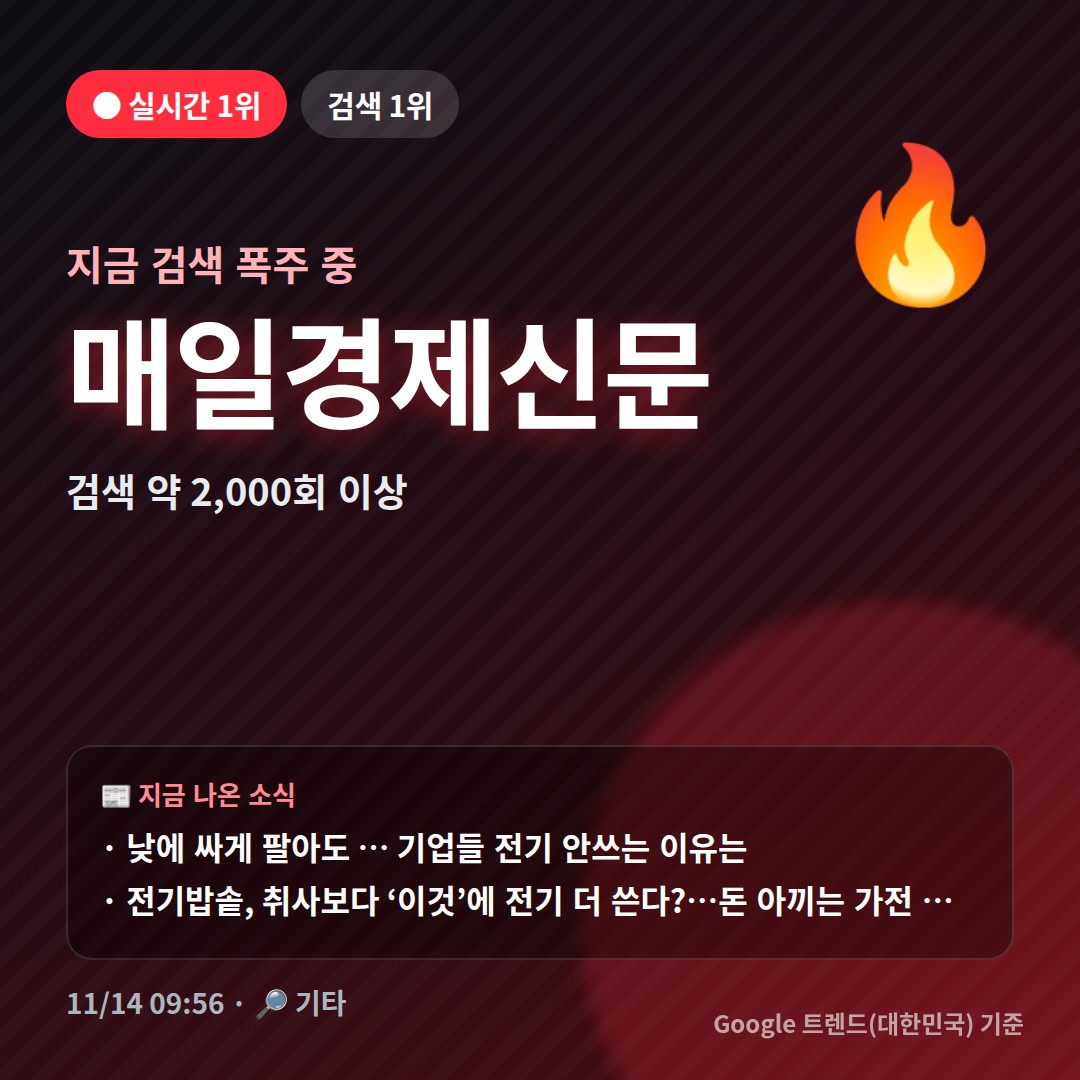 실시간 1위
검색 1위
지금 검색 폭주 중
매일경제신문
검색 약 2,000회 이상
지금 나온 소식
· 낮에 싸게 팔아도 … 기업들 전기 안쓰는 이유는
· 전기밥솥, 취사보다 ‘이것’에 전기 더 쓴다?…돈 아끼는 가전 …
11/14 09:56 · 🔎 기타
Google 트렌드(대한민국) 기준